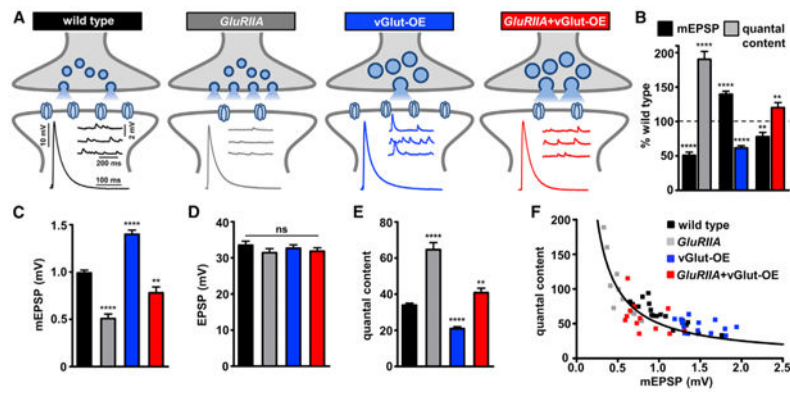 A
wild type
GluRIIA
vGlut-OE
GluRIIA+vGlut-OE
10 mV
2 mV
200 ms
100 ms
B
mEPSP
quantal
content
% wild type
200
150
100
50
0
****
****
****
****
**
**
C
mEPSP (mV)
1.5
1.0
0.5
0.0
****
****
**
D
EPSP (mV)
40
30
20
10
0
ns
E
quantal content
80
60
40
20
0
****
****
**
F
wild type
GluRIIA
vGlut-OE
GluRIIA+vGlut-OE
quantal content
200
150
100
50
0
0.0 0.5 1.0 1.5 2.0 2.5
mEPSP (mV)